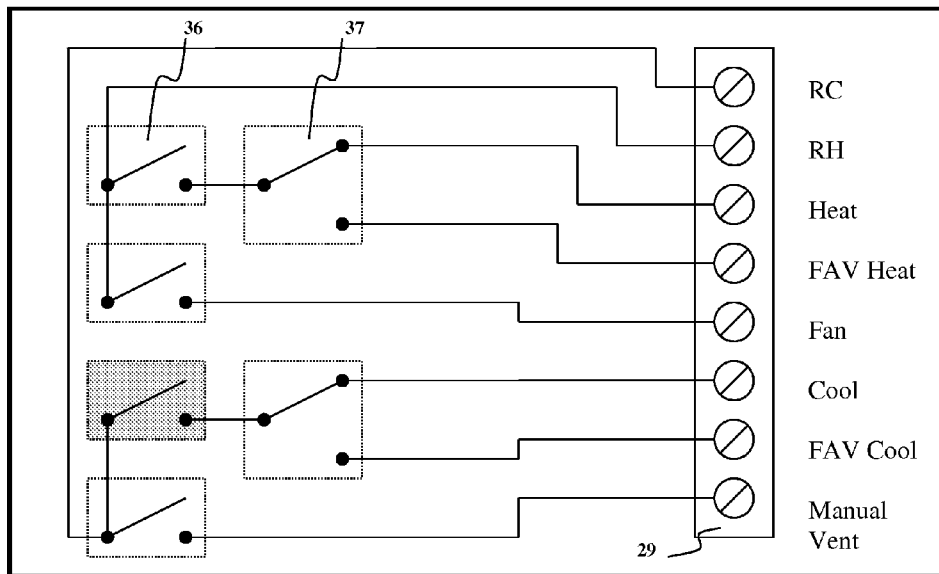 36
37
RC
RH
Heat
FAV Heat
Fan
Cool
FAV Cool
Manual
Vent
29